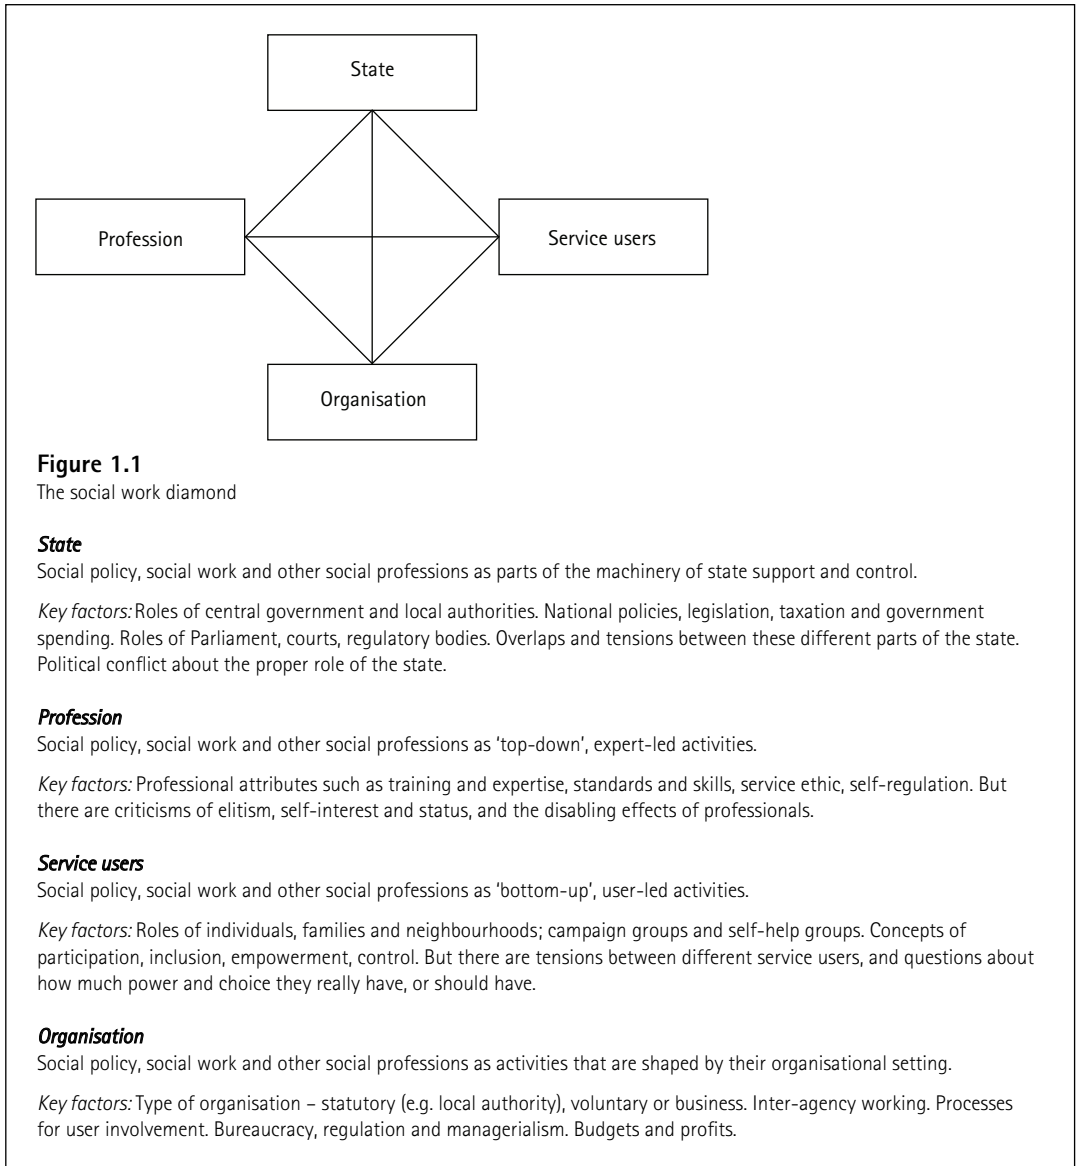 State
Profession
Service users
Organisation
Figure 1.1
The social work diamond
State
Social policy, social work and other social professions as parts of the machinery of state support and control.
Key factors: Roles of central government and local authorities. National policies, legislation, taxation and government
spending. Roles of Parliament, courts, regulatory bodies. Overlaps and tensions between these different parts of the state.
Political conflict about the proper role of the state.
Profession
Social policy, social work and other social professions as ‘top-down’, expert-led activities.
Key factors: Professional attributes such as training and expertise, standards and skills, service ethic, self-regulation. But
there are criticisms of elitism, self-interest and status, and the disabling effects of professionals.
Service users
Social policy, social work and other social professions as ‘bottom-up’, user-led activities.
Key factors: Roles of individuals, families and neighbourhoods; campaign groups and self-help groups. Concepts of
participation, inclusion, empowerment, control. But there are tensions between different service users, and questions about
how much power and choice they really have, or should have.
Organisation
Social policy, social work and other social professions as activities that are shaped by their organisational setting.
Key factors: Type of organisation – statutory (e.g. local authority), voluntary or business. Inter-agency working. Processes
for user involvement. Bureaucracy, regulation and managerialism. Budgets and profits.